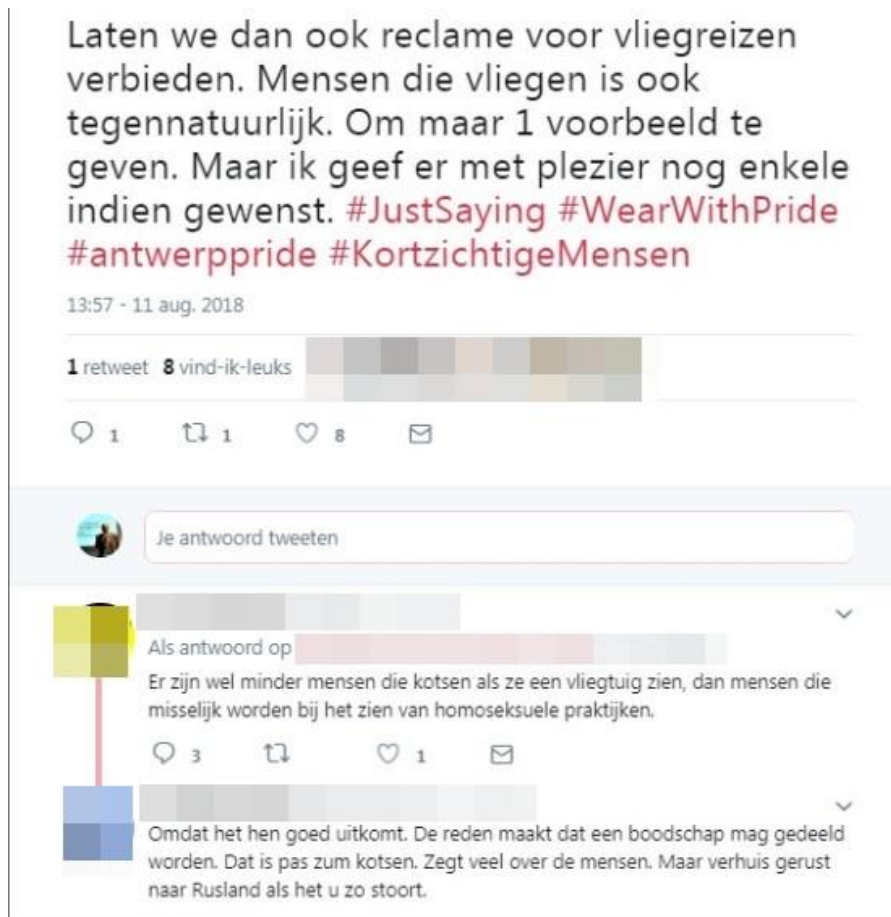 Laten we dan ook reclame voor vliegreizen
verbieden. Mensen die vliegen is ook
tegennatuurlijk. Om maar 1 voorbeeld te
geven. Maar ik geef er met plezier nog enkele
indien gewenst. #JustSaying #WearWithPride
#antwerppride #KortzichtigeMensen
13:57 - 11 aug. 2018
1 retweet 8 vind-ik-leuks
1 1 8
Je antwoord tweeten
Als antwoord op
Er zijn wel minder mensen die kotsen als ze een vliegtuig zien, dan mensen die
misselijk worden bij het zien van homoseksuele praktijken.
3 1
Omdat het hen goed uitkomt. De reden maakt dat een boodschap mag gedeeld
worden. Dat is pas zum kotsen. Zegt veel over de mensen. Maar verhuis gerust
naar Rusland als het u zo stoort.